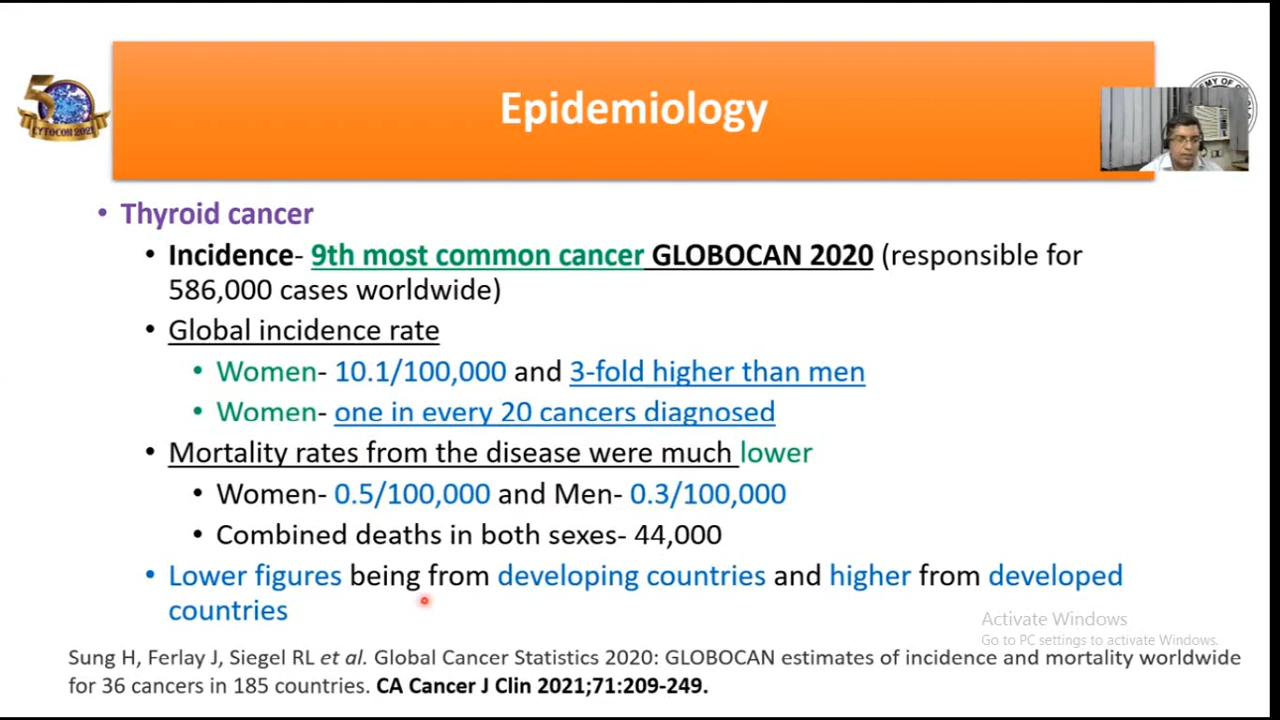 50
CYTOCON 2021
Epidemiology
MY OF
• Thyroid cancer
• Incidence- 9th most common cancer GLOBOCAN 2020 (responsible for
586,000 cases worldwide)
• Global incidence rate
• Women- 10.1/100,000 and 3-fold higher than men
• Women- one in every 20 cancers diagnosed
• Mortality rates from the disease were much lower
• Women- 0.5/100,000 and Men- 0.3/100,000
• Combined deaths in both sexes- 44,000
• Lower figures being from developing countries and higher from developed
countries
Activate Windows
Go to PC settings to activate Windows.
Sung H, Ferlay J, Siegel RL et al. Global Cancer Statistics 2020: GLOBOCAN estimates of incidence and mortality worldwide
for 36 cancers in 185 countries. CA Cancer J Clin 2021;71:209-249.